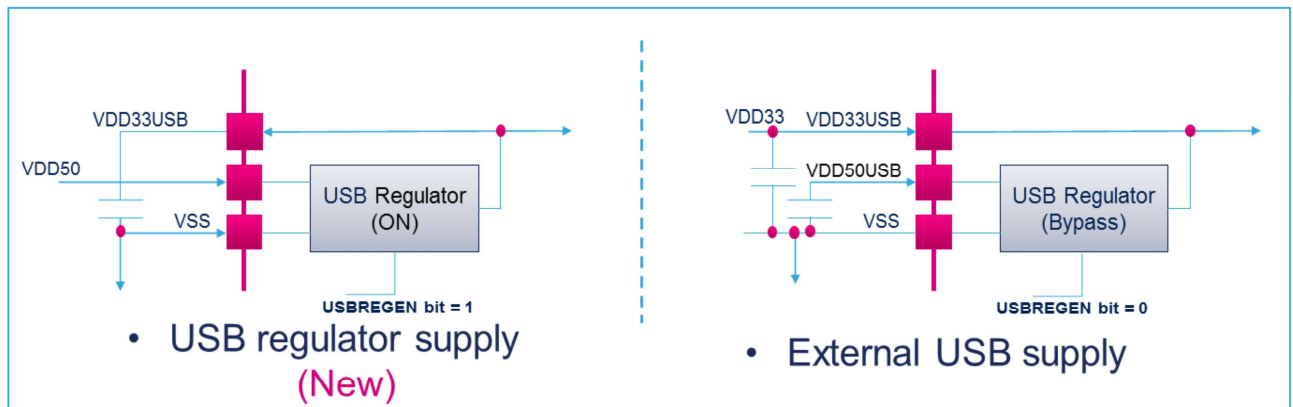 VDD33USB
VDD50
VSS
USB Regulator
(ON)
USBREGEN bit = 1
• USB regulator supply
(New)
VDD33 VDD33USB
VDD50USB
VSS
USB Regulator
(Bypass)
USBREGEN bit = 0
• External USB supply